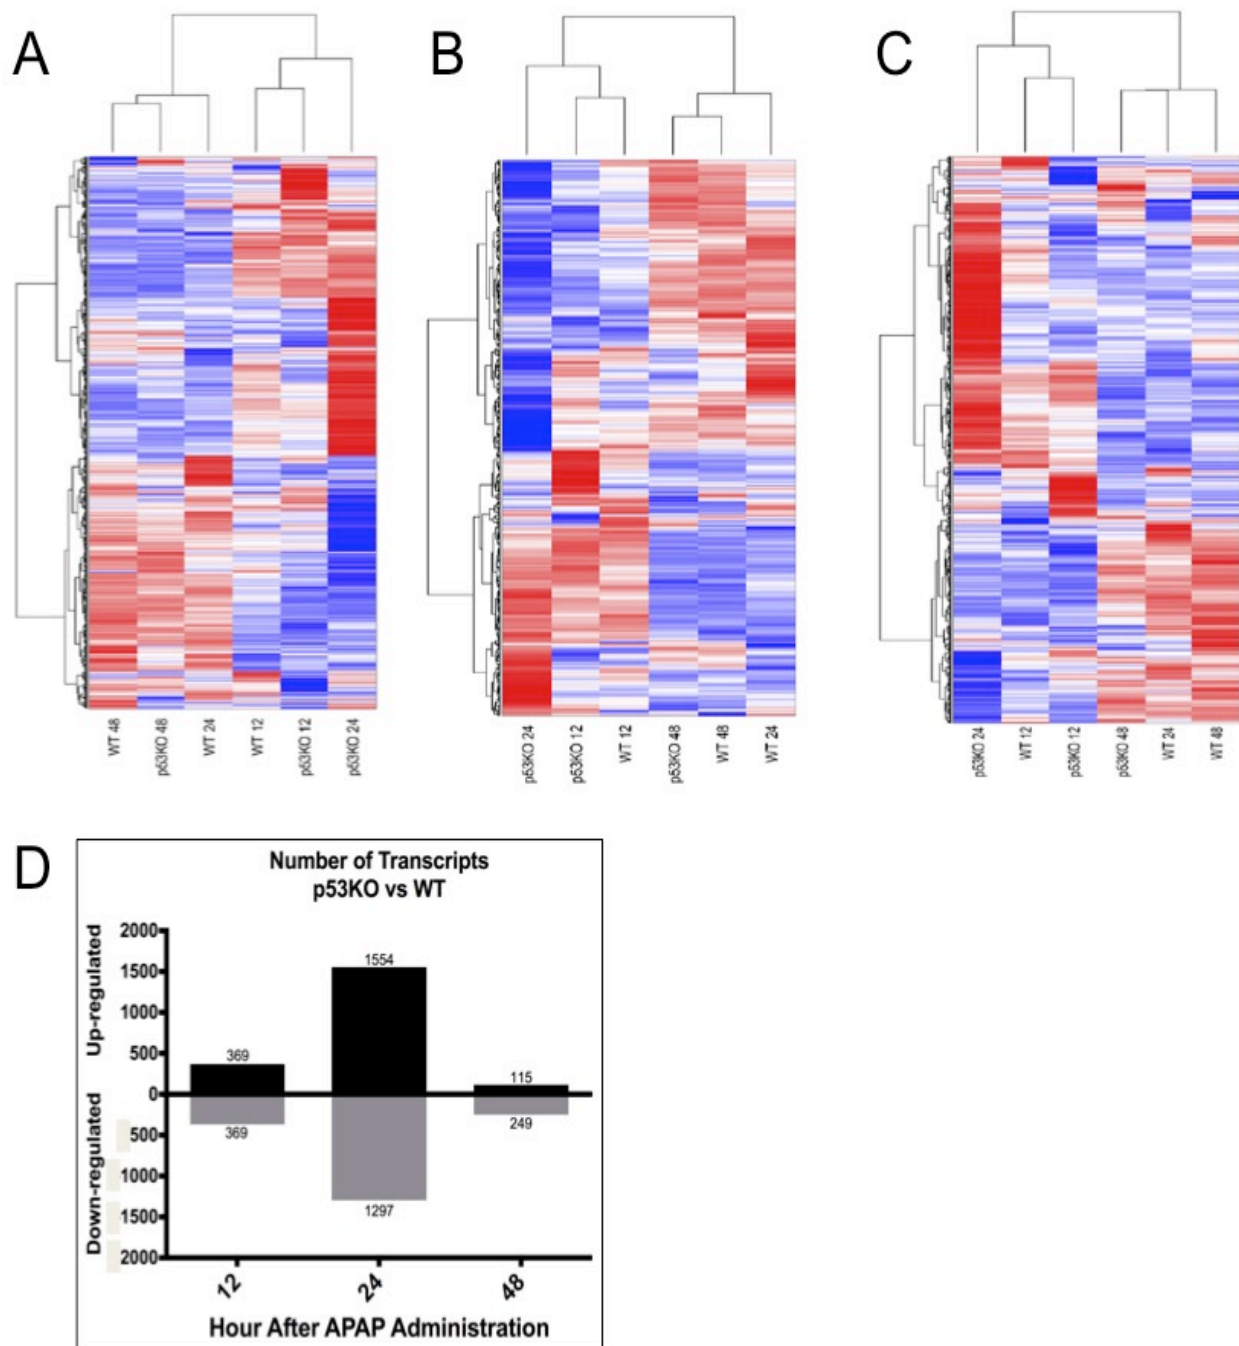 A
B
C
WT 48
p53KO 48
WT 24
WT 12
p53KO 12
p53KO 24
p53KO 24
p53KO 12
WT 12
p53KO 48
WT 48
WT 24
p53KO 24
WT 12
p53KO 12
p53KO 48
WT 24
WT 48
D
Number of Transcripts
p53KO vs WT
Up-regulated
Down-regulated
2000
1500
1000
500
0
500
1000
1500
2000
369
1554
115
369
1297
249
12
24
48
Hour After APAP Administration